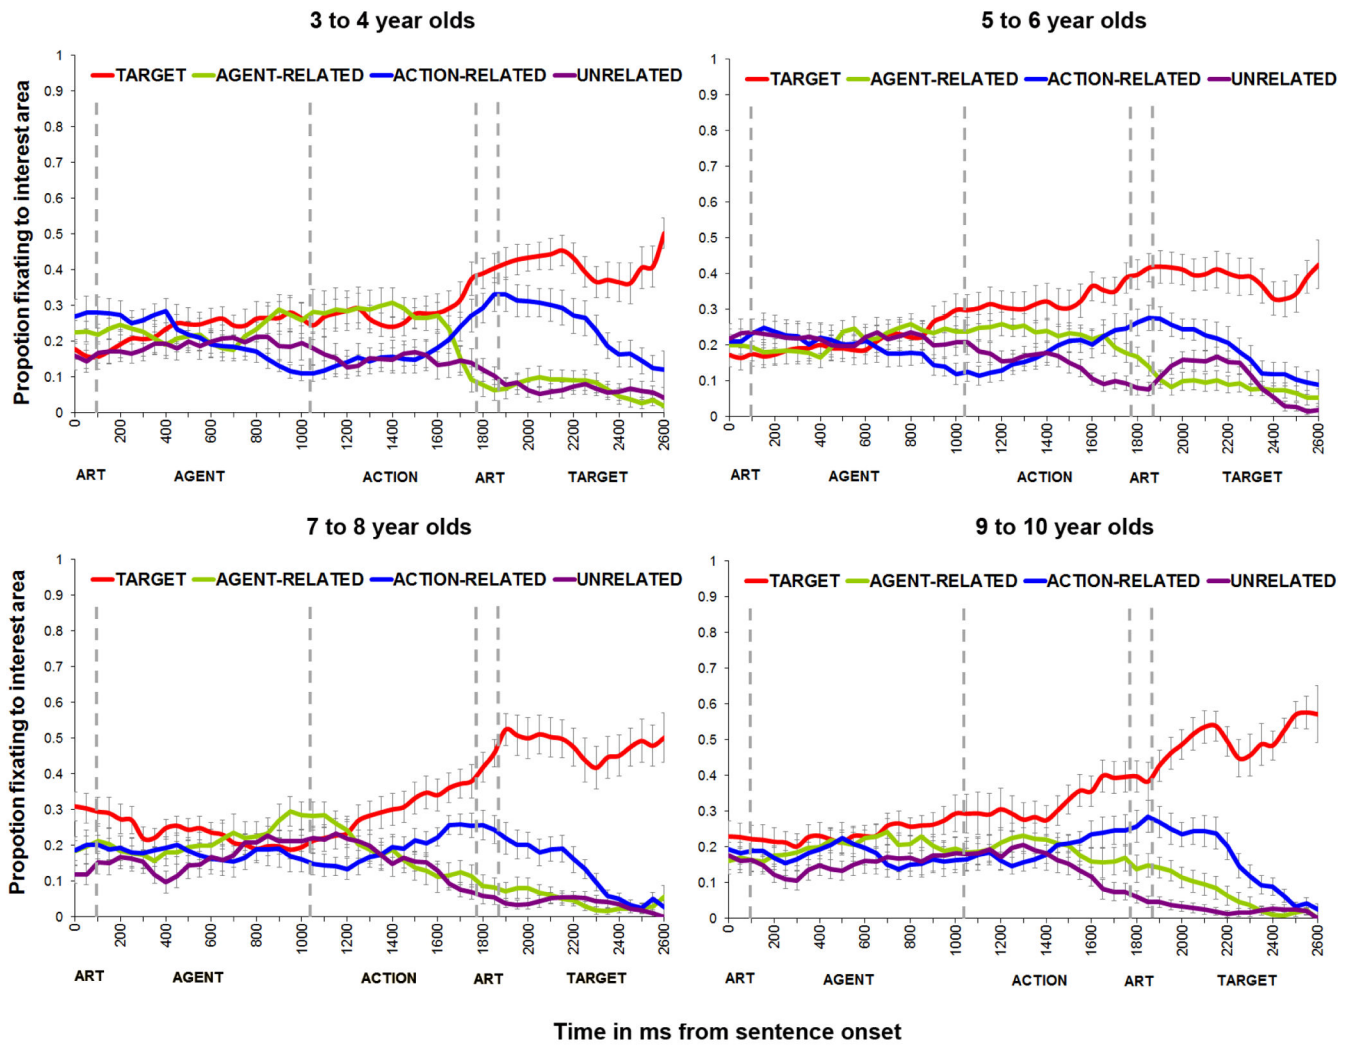 3 to 4 year olds
5 to 6 year olds
Propotion fixating to interest area
1
0.9
0.8
0.7
0.6
0.5
0.4
0.3
0.2
0.1
0
TARGET AGENT-RELATED ACTION-RELATED UNRELATED
0 200 400 600 800 1000 1200 1400 1600 1800 2000 2200 2400 2600
ART AGENT ACTION ART TARGET
1
0.9
0.8
0.7
0.6
0.5
0.4
0.3
0.2
0.1
0
TARGET AGENT-RELATED ACTION-RELATED UNRELATED
0 200 400 600 800 1000 1200 1400 1600 1800 2000 2200 2400 2600
ART AGENT ACTION ART TARGET
7 to 8 year olds
9 to 10 year olds
Propotion fixating to interest area
1
0.9
0.8
0.7
0.6
0.5
0.4
0.3
0.2
0.1
0
TARGET AGENT-RELATED ACTION-RELATED UNRELATED
0 200 400 600 800 1000 1200 1400 1600 1800 2000 2200 2400 2600
ART AGENT ACTION ART TARGET
1
0.9
0.8
0.7
0.6
0.5
0.4
0.3
0.2
0.1
0
TARGET AGENT-RELATED ACTION-RELATED UNRELATED
0 200 400 600 800 1000 1200 1400 1600 1800 2000 2200 2400 2600
ART AGENT ACTION ART TARGET
Time in ms from sentence onset